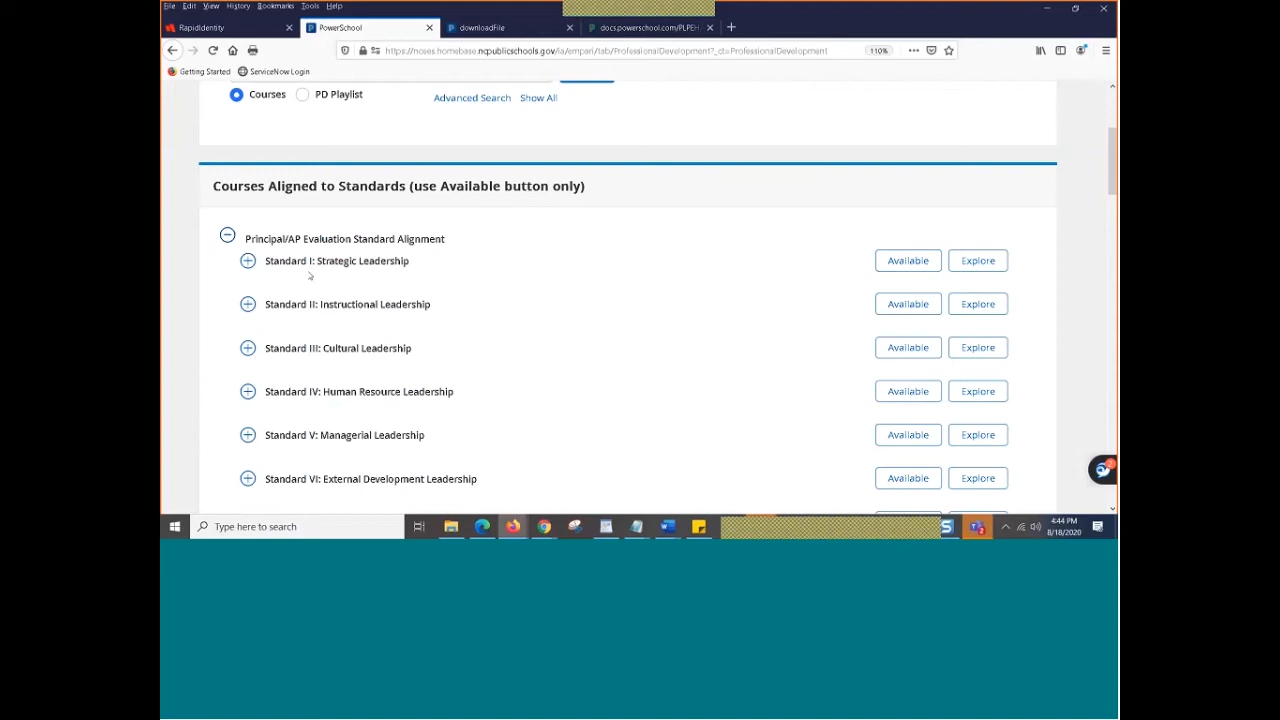 File Edit View History Bookmarks Tools Help
RapidIdentity PowerSchool downloadFile docs.powerschool.com/PLPEH
110%
Getting Started ServiceNow Login
Courses PD Playlist Advanced Search Show All
Courses Aligned to Standards (use Available button only)
Principal/AP Evaluation Standard Alignment
Standard I: Strategic Leadership Available Explore
Standard II: Instructional Leadership Available Explore
Standard III: Cultural Leadership Available Explore
Standard IV: Human Resource Leadership Available Explore
Standard V: Managerial Leadership Available Explore
Standard VI: External Development Leadership Available Explore
Type here to search
4:44 PM
8/18/2020